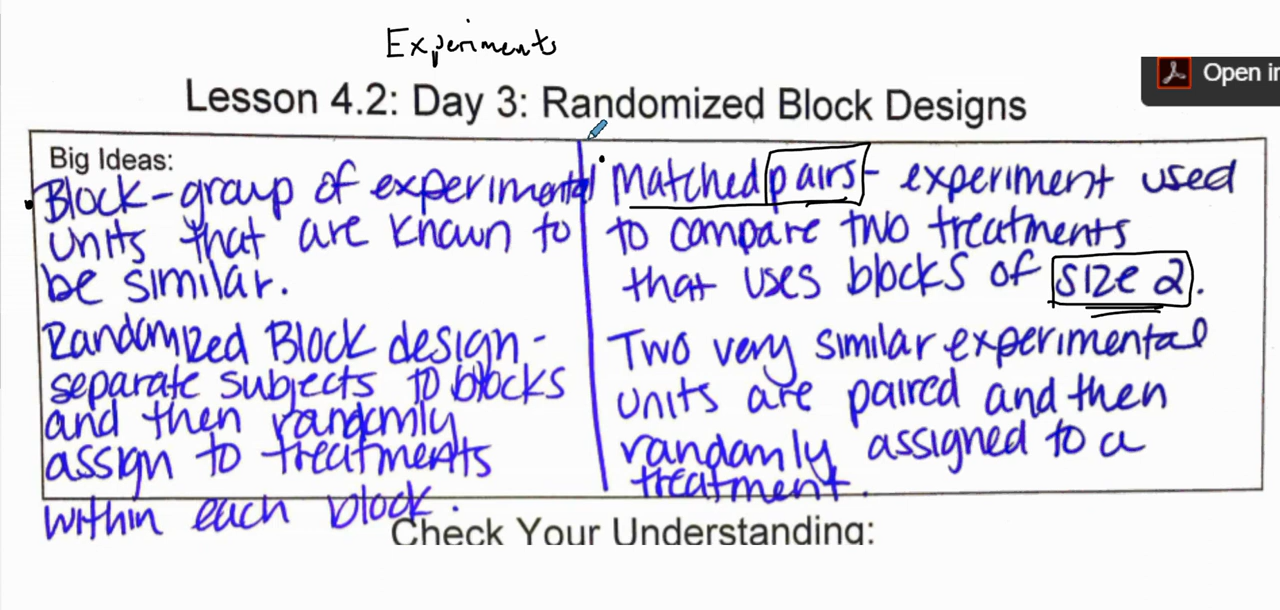 Experiments
Open in
Lesson 4.2: Day 3: Randomized Block Designs
Big Ideas:
Block-group of experimental
units that are known to
be similar.
Randomized Block design-
separate subjects to blocks
and then randomly
assign to treatments
within each block.
Matched pairs- experiment used
to compare two treatments
that uses blocks of size 2.
Two very similar experimental
units are paired and then
randomly assigned to a
treatment.
Check Your Understanding: